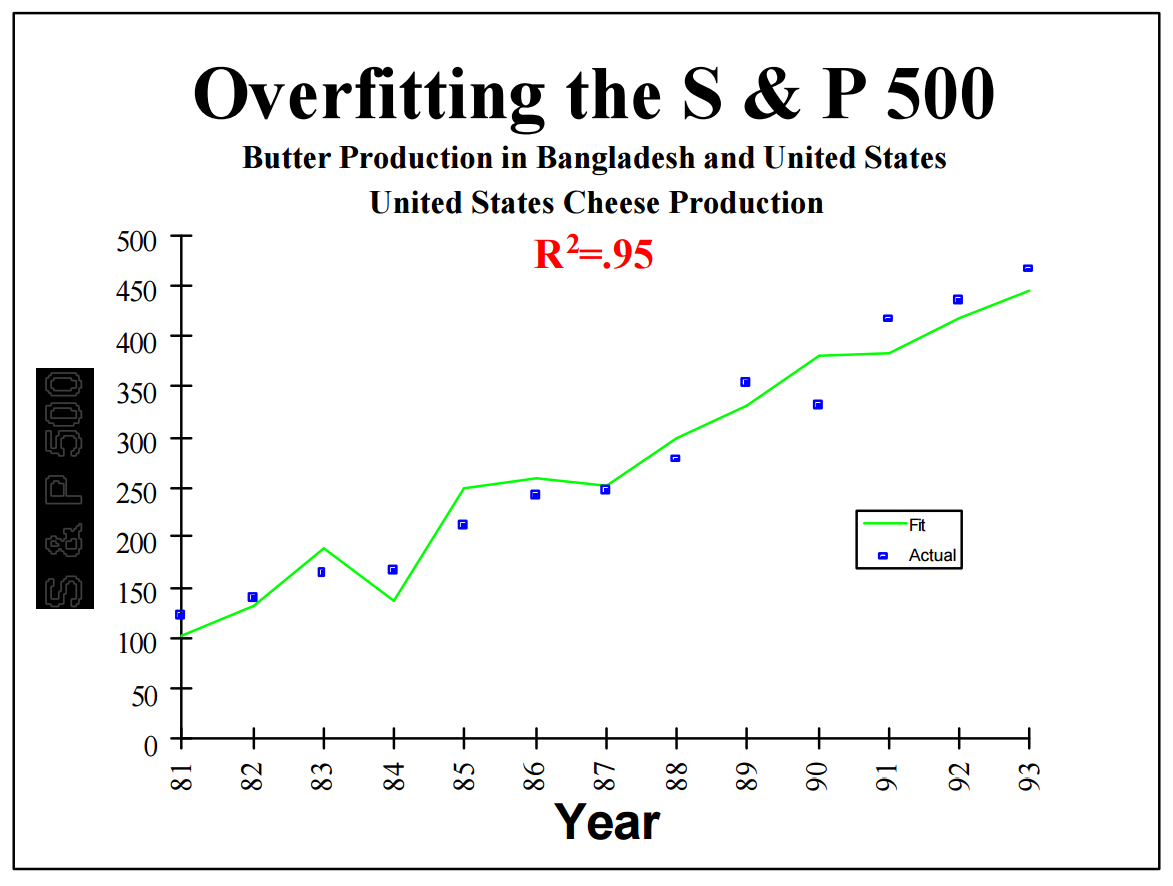 Overfitting the S & P 500
Butter Production in Bangladesh and United States
United States Cheese Production
R²=.95
500
450
400
350
300
250
200
150
100
50
0
S & P 500
Fit
Actual
81 82 83 84 85 86 87 88 89 90 91 92 93
Year